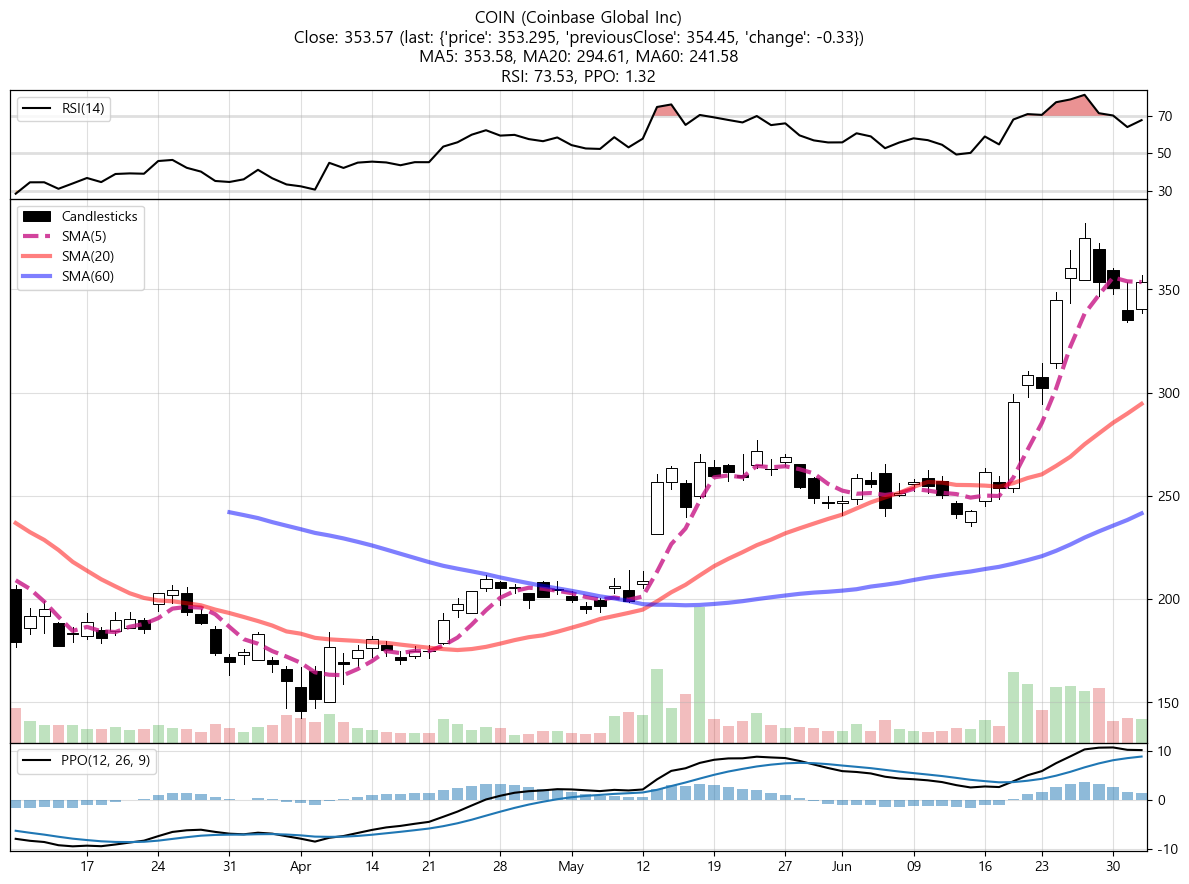 COIN (Coinbase Global Inc)
Close: 353.57 (last: {'price': 353.295, 'previousClose': 354.45, 'change': -0.33})
MA5: 353.58, MA20: 294.61, MA60: 241.58
RSI: 73.53, PPO: 1.32
RSI(14)
70
50
30
Candlesticks
SMA(5)
SMA(20)
SMA(60)
350
300
250
200
150
PPO(12, 26, 9)
10
0
-10
17 24 31 Apr 14 21 28 May 12 19 27 Jun 09 16 23 30